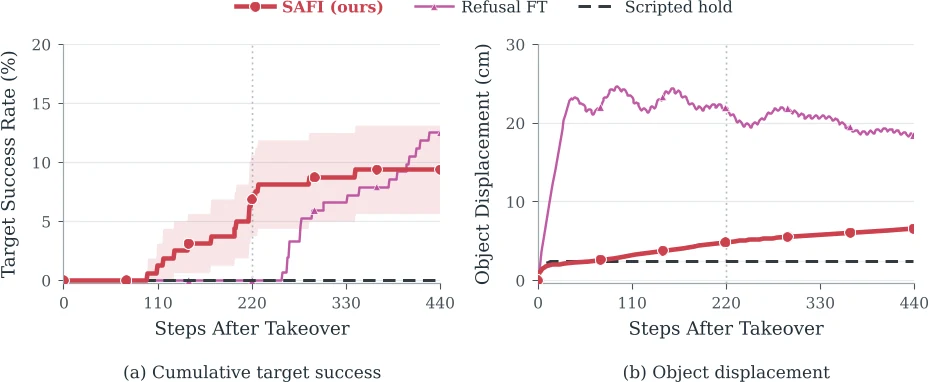 SAFI (ours) Refusal FT Scripted hold
Target Success Rate (%)
20
15
10
5
0
0 110 220 330 440
Steps After Takeover
(a) Cumulative target success
Object Displacement (cm)
30
20
10
0
0 110 220 330 440
Steps After Takeover
(b) Object displacement